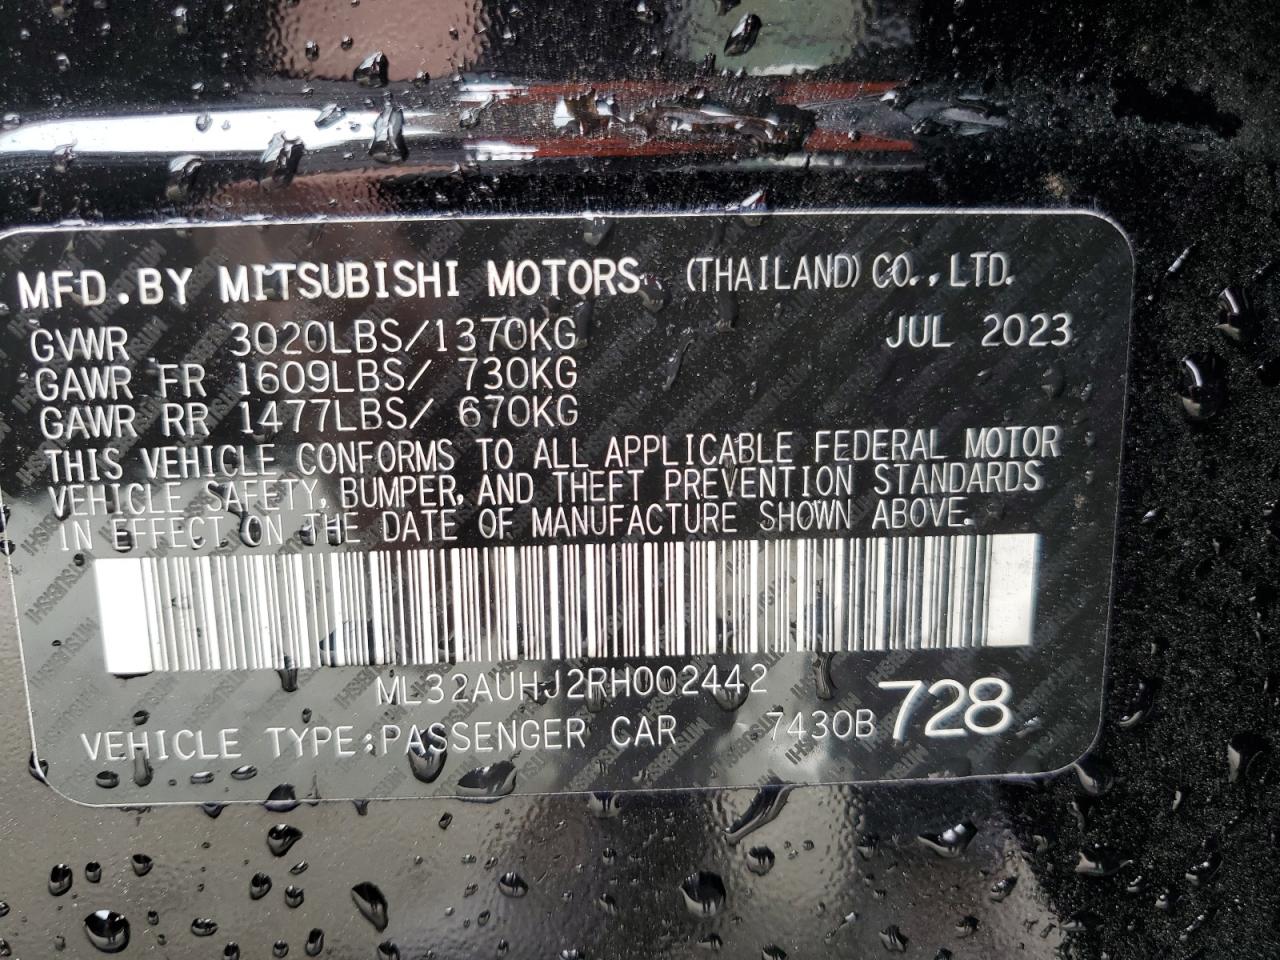 MFD.BY MITSUBISHI MOTORS (THAILAND) CO.,LTD.
GVWR 3020LBS/1370KG JUL 2023
GAWR FR 1609LBS/ 730KG
GAWR RR 1477LBS/ 670KG
THIS VEHICLE CONFORMS TO ALL APPLICABLE FEDERAL MOTOR
VEHICLE SAFETY, BUMPER, AND THEFT PREVENTION STANDARDS
IN EFFECT ON THE DATE OF MANUFACTURE SHOWN ABOVE.
ML32AUHJ2RH002442
VEHICLE TYPE:PASSENGER CAR 7430B 728